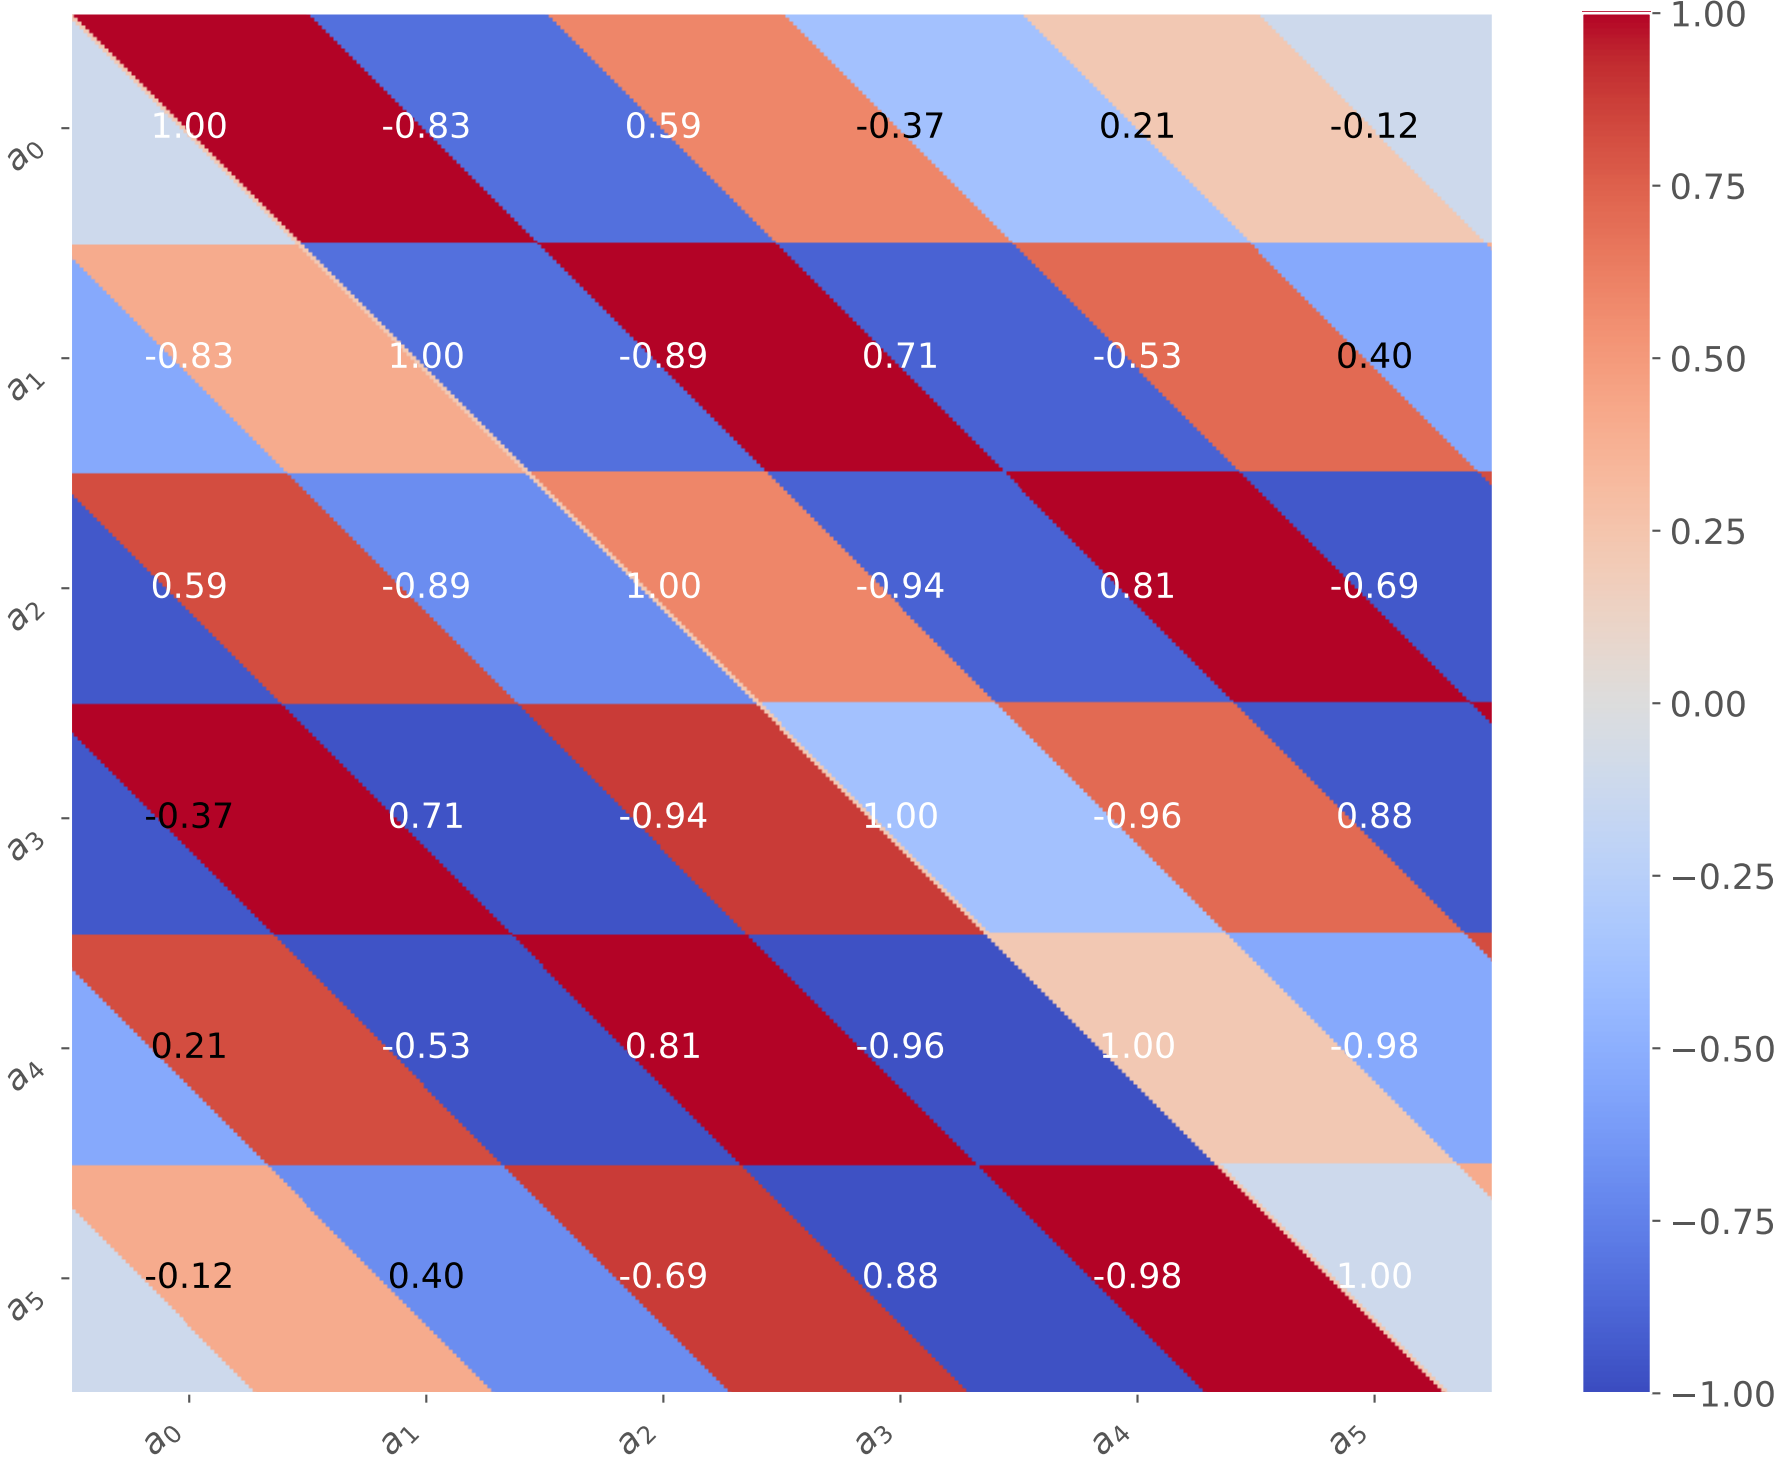 1.00
a0 1.00 -0.83 0.59 -0.37 0.21 -0.12
0.75
a1 -0.83 1.00 -0.89 0.71 -0.53 0.40
0.50
0.25
a2 0.59 -0.89 1.00 -0.94 0.81 -0.69
0.00
a3 -0.37 0.71 -0.94 1.00 -0.96 0.88
−0.25
a4 0.21 -0.53 0.81 -0.96 1.00 -0.98
−0.50
−0.75
a5 -0.12 0.40 -0.69 0.88 -0.98 1.00
−1.00
a0 a1 a2 a3 a4 a5